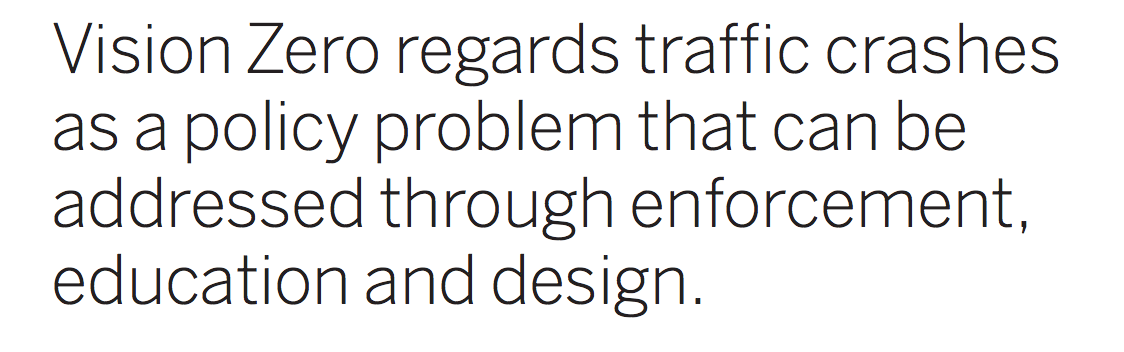 Vision Zero regards traffic crashes
as a policy problem that can be
addressed through enforcement,
education and design.